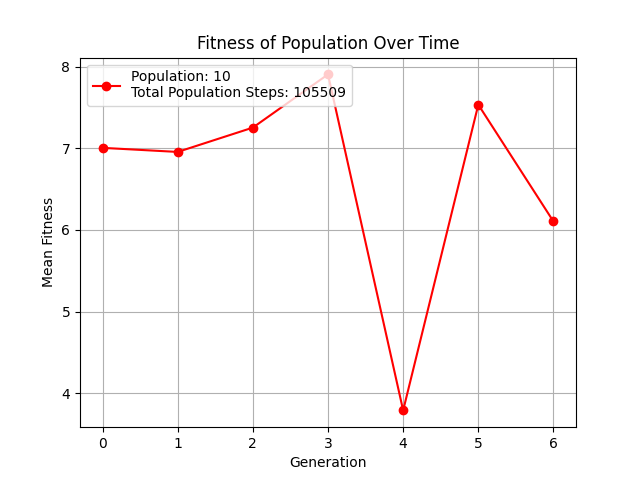 Fitness of Population Over Time
Population: 10
Total Population Steps: 105509
8
7
6
5
4
Mean Fitness
0 1 2 3 4 5 6
Generation